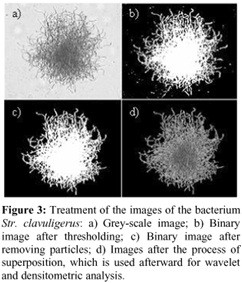 a)
b)
c)
d)
Figure 3: Treatment of the images of the bacterium
Str. clavuligerus: a) Grey-scale image; b) Binary
image after thresholding; c) Binary image after
removing particles; d) Images after the process of
superposition, which is used afterward for wavelet
and densitometric analysis.